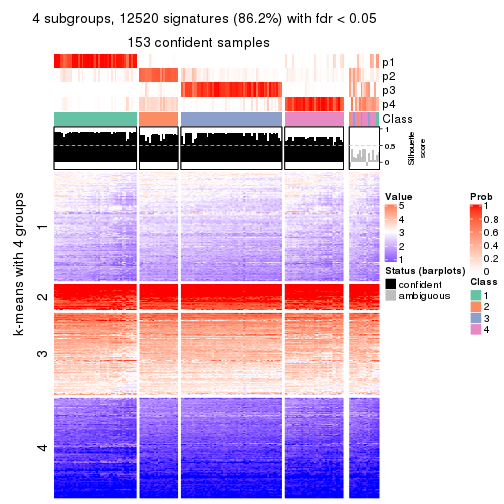 4 subgroups, 12520 signatures (86.2%) with fdr < 0.05
153 confident samples
p1
p2
p3
p4
Class
1
0.5
0
Silhouette
score
k-means with 4 groups
1
2
3
4
Value
5
4
3
2
1
Status (barplots)
confident
ambiguous
Prob
1
0.8
0.6
0.4
0.2
0
Class
1
2
3
4